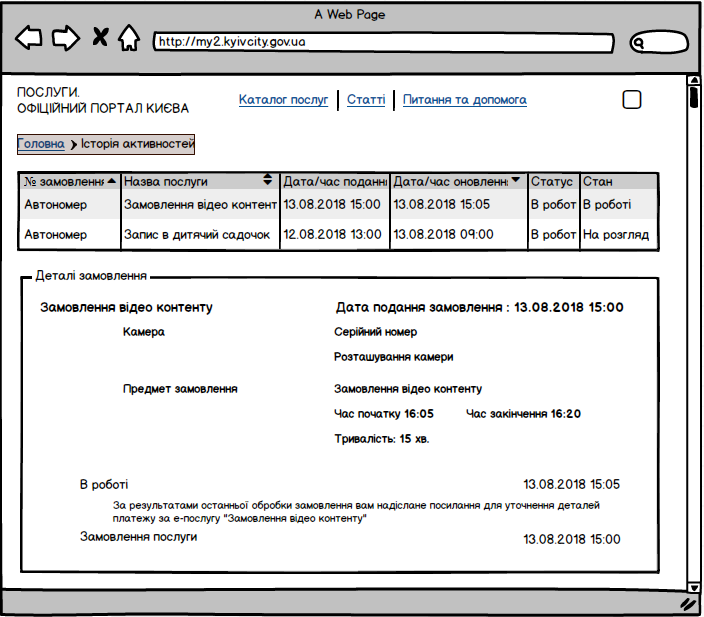 A Web Page
http://my2.kyivcity.gov.ua
ПОСЛУГИ.
ОФІЦІЙНИЙ ПОРТАЛ КИЄВА
Каталог послуг | Статті | Питання та допомога
Головна ❯ Історія активностей
№ замовленн Назва послуги Дата/час поданн Дата/час оновленн Статус Стан
Автономер Замовлення відео контент 13.08.2018 15:00 13.08.2018 15:05 В робот В роботі
Автономер Запис в дитячий садочок 12.08.2018 13:00 13.08.2018 09:00 В робот На розгляд
Деталі замовлення
Замовлення відео контенту Дата подання замовлення : 13.08.2018 15:00
Камера Серійний номер
Розташування камери
Предмет замовлення Замовлення відео контенту
Час початку 16:05 Час закінчення 16:20
Тривалість: 15 хв.
В роботі 13.08.2018 15:05
За результатами останньої обробки замовлення вам надіслане посилання для уточнення деталей
платежу за е-послугу "Замовлення відео контенту"
Замовлення послуги 13.08.2018 15:00